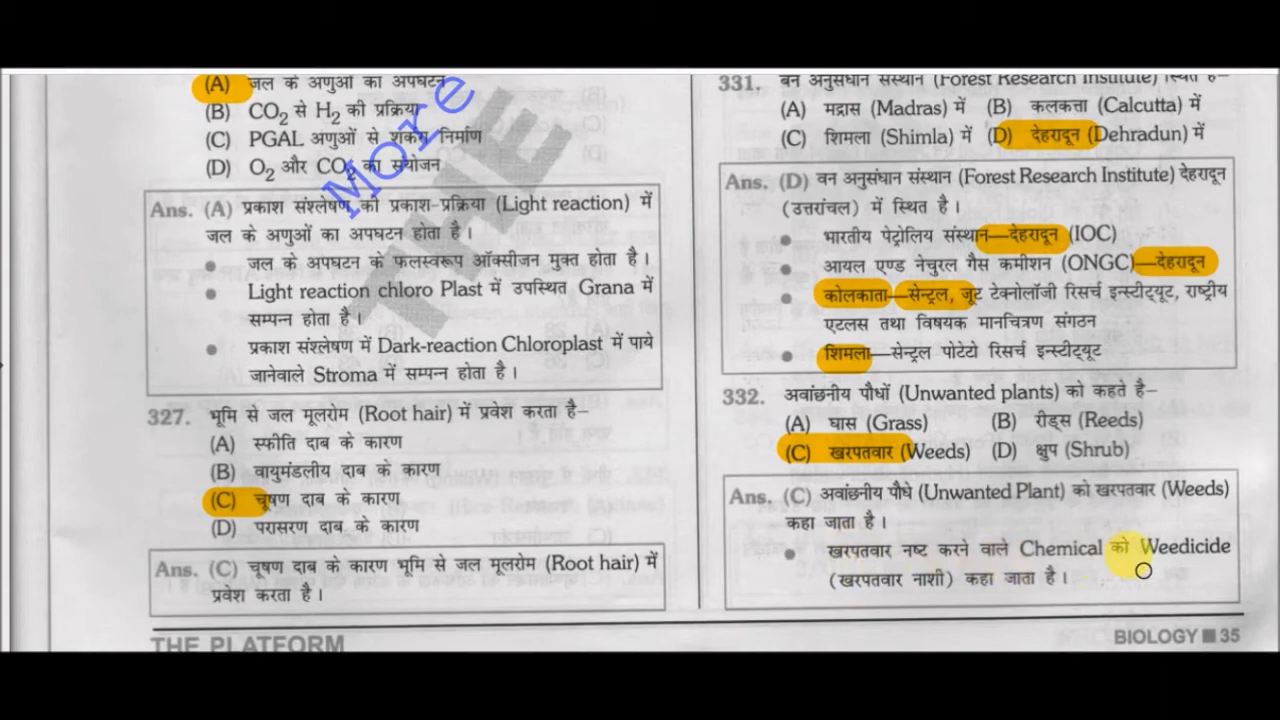 (A) जल के अणुओं का अपघटन
(B) CO2 से H2 की प्रक्रिया
(C) PGAL अणुओं से शर्करा निर्माण
(D) O2 और CO2 का संयोजन
More
THE
Ans. (A) प्रकाश संश्लेषण की प्रकाश-प्रक्रिया (Light reaction) में
जल के अणुओं का अपघटन होता है।
• जल के अपघटन के फलस्वरूप ऑक्सीजन मुक्त होता है।
• Light reaction chloro Plast में उपस्थित Grana में
सम्पन्न होता है।
• प्रकाश संश्लेषण में Dark-reaction Chloroplast में पाये
जानेवाले Stroma में सम्पन्न होता है।
327. भूमि से जल मूलरोम (Root hair) में प्रवेश करता है–
(A) स्फीति दाब के कारण
(B) वायुमंडलीय दाब के कारण
(C) चूषण दाब के कारण
(D) परासरण दाब के कारण
Ans. (C) चूषण दाब के कारण भूमि से जल मूलरोम (Root hair) में
प्रवेश करता है।
THE PLATFORM
331. वन अनुसंधान संस्थान (Forest Research Institute) स्थित है–
(A) मद्रास (Madras) में (B) कलकत्ता (Calcutta) में
(C) शिमला (Shimla) में (D) देहरादून (Dehradun) में
Ans. (D) वन अनुसंधान संस्थान (Forest Research Institute) देहरादून
(उत्तरांचल) में स्थित है।
• भारतीय पेट्रोलिय संस्थान—देहरादून (IOC)
• आयल एण्ड नेचुरल गैस कमीशन (ONGC)—देहरादून
• कोलकाता—सेन्ट्रल, जूट टेक्नोलॉजी रिसर्च इन्स्टीट्यूट, राष्ट्रीय
एटलस तथा विषयक मानचित्रण संगठन
• शिमला—सेन्ट्रल पोटेटो रिसर्च इन्स्टीट्यूट
332. अवांछनीय पौधों (Unwanted plants) को कहते है–
(A) घास (Grass) (B) रीड्स (Reeds)
(C) खरपतवार (Weeds) (D) क्षुप (Shrub)
Ans. (C) अवांछनीय पौधे (Unwanted Plant) को खरपतवार (Weeds)
कहा जाता है।
• खरपतवार नष्ट करने वाले Chemical को Weedicide
(खरपतवार नाशी) कहा जाता है।
BIOLOGY ■ 35